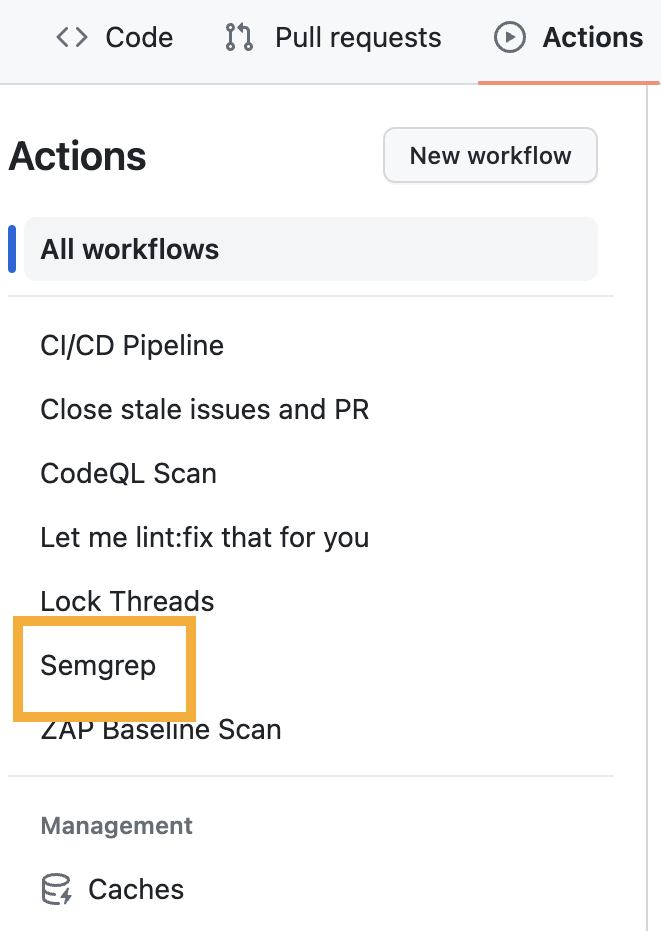 Code Pull requests Actions
Actions New workflow
All workflows
CI/CD Pipeline
Close stale issues and PR
CodeQL Scan
Let me lint:fix that for you
Lock Threads
Semgrep
ZAP Baseline Scan
Management
Caches